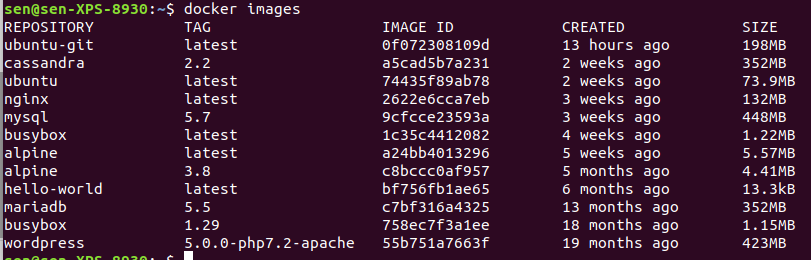 sen@sen-XPS-8930:~$ docker images
REPOSITORY TAG IMAGE ID CREATED SIZE
ubuntu-git latest 0f072308109d 13 hours ago 198MB
cassandra 2.2 a5cad5b7a231 2 weeks ago 352MB
ubuntu latest 74435f89ab78 2 weeks ago 73.9MB
nginx latest 2622e6cca7eb 3 weeks ago 132MB
mysql 5.7 9cfcce23593a 3 weeks ago 448MB
busybox latest 1c35c4412082 4 weeks ago 1.22MB
alpine latest a24bb4013296 5 weeks ago 5.57MB
alpine 3.8 c8bccc0af957 5 months ago 4.41MB
hello-world latest bf756fb1ae65 6 months ago 13.3kB
mariadb 5.5 c7bf316a4325 13 months ago 352MB
busybox 1.29 758ec7f3a1ee 18 months ago 1.15MB
wordpress 5.0.0-php7.2-apache 55b751a7663f 19 months ago 423MB
sen@sen-XPS-8930:~$